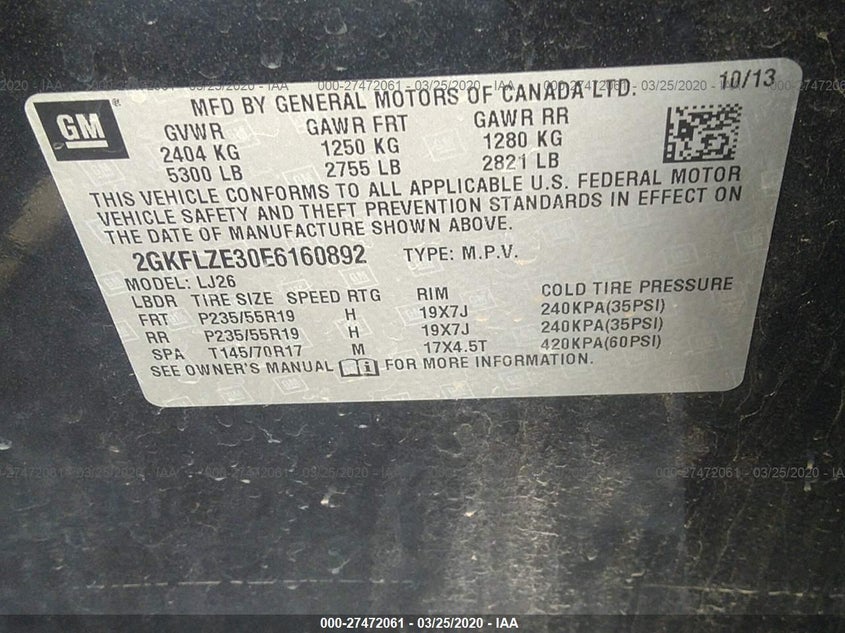 10/13
MFD BY GENERAL MOTORS OF CANADA LTD.
GM
GVWR GAWR FRT GAWR RR
2404 KG 1250 KG 1280 KG
5300 LB 2755 LB 2821 LB
THIS VEHICLE CONFORMS TO ALL APPLICABLE U.S. FEDERAL MOTOR
VEHICLE SAFETY AND THEFT PREVENTION STANDARDS IN EFFECT ON
THE DATE OF MANUFACTURE SHOWN ABOVE.
2GKFLZE30E6160892 TYPE: M.P.V.
MODEL: LJ26
LBDR TIRE SIZE SPEED RTG RIM COLD TIRE PRESSURE
FRT P235/55R19 H 19X7J 240KPA(35PSI)
RR P235/55R19 H 19X7J 240KPA(35PSI)
SPA T145/70R17 M 17X4.5T 420KPA(60PSI)
SEE OWNER'S MANUAL FOR MORE INFORMATION.
000-27472061 - 03/25/2020 - IAA